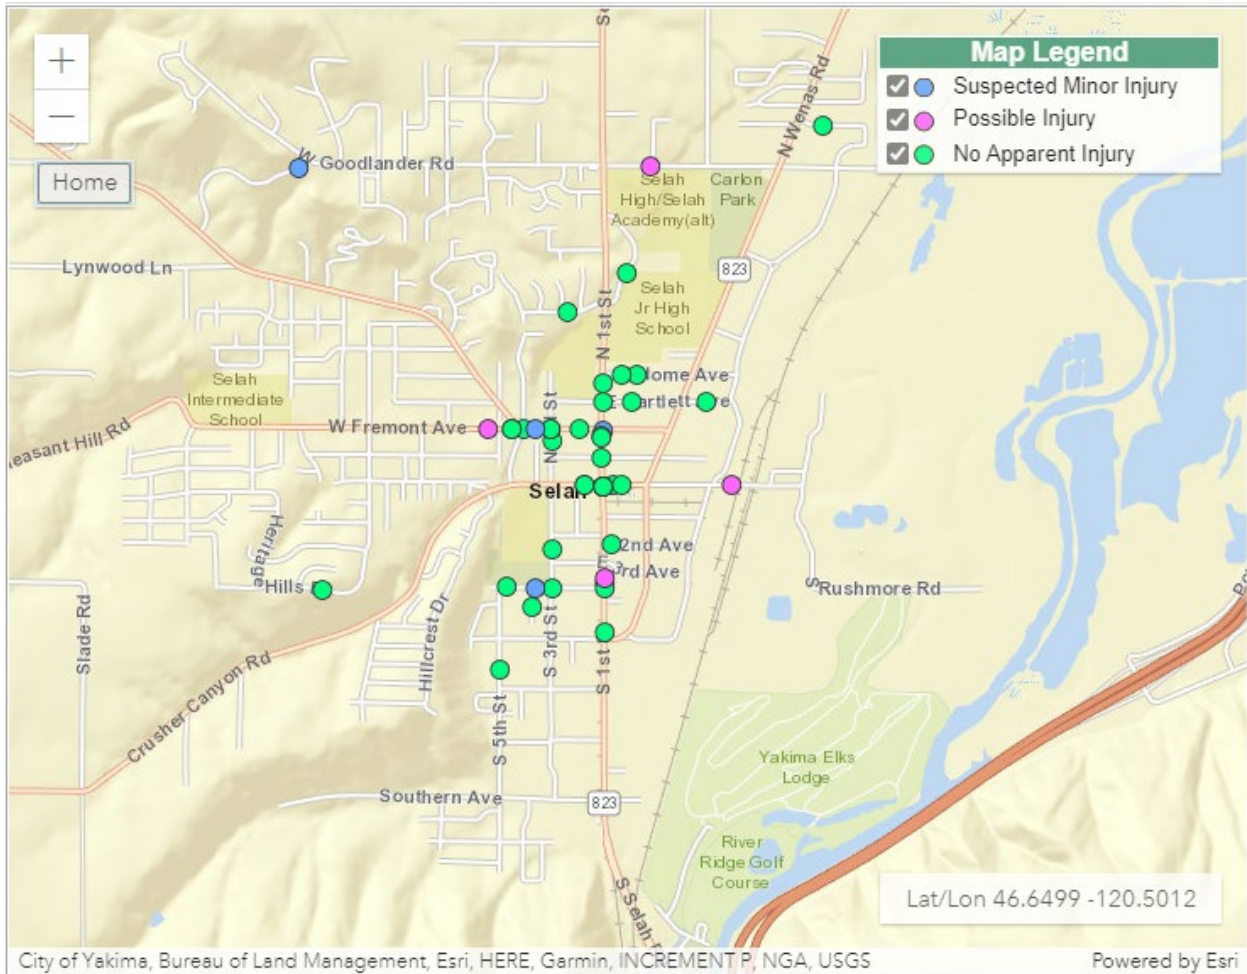 +
−
Home
Map Legend
Suspected Minor Injury
Possible Injury
No Apparent Injury
N Wenas Rd
W Goodlander Rd
Selah
High/Selah
Academy(alt)
Carlon
Park
Lynwood Ln
823
Selah
Jr High
School
N 1st St
Selah
Intermediate
School
W Fremont Ave
easant Hill Rd
Selah
2nd Ave
3rd Ave
Heritage
Hills
S
Rushmore Rd
Slade Rd
Hillcrest Dr
S 3rd St
S 1st
Crusher Canyon Rd
S 5th St
Yakima Elks
Lodge
Southern Ave
823
River
Ridge Golf
Course
S Selah
Lat/Lon 46.6499 -120.5012
City of Yakima, Bureau of Land Management, Esri, HERE, Garmin, INCREMENT P, NGA, USGS
Powered by Esri